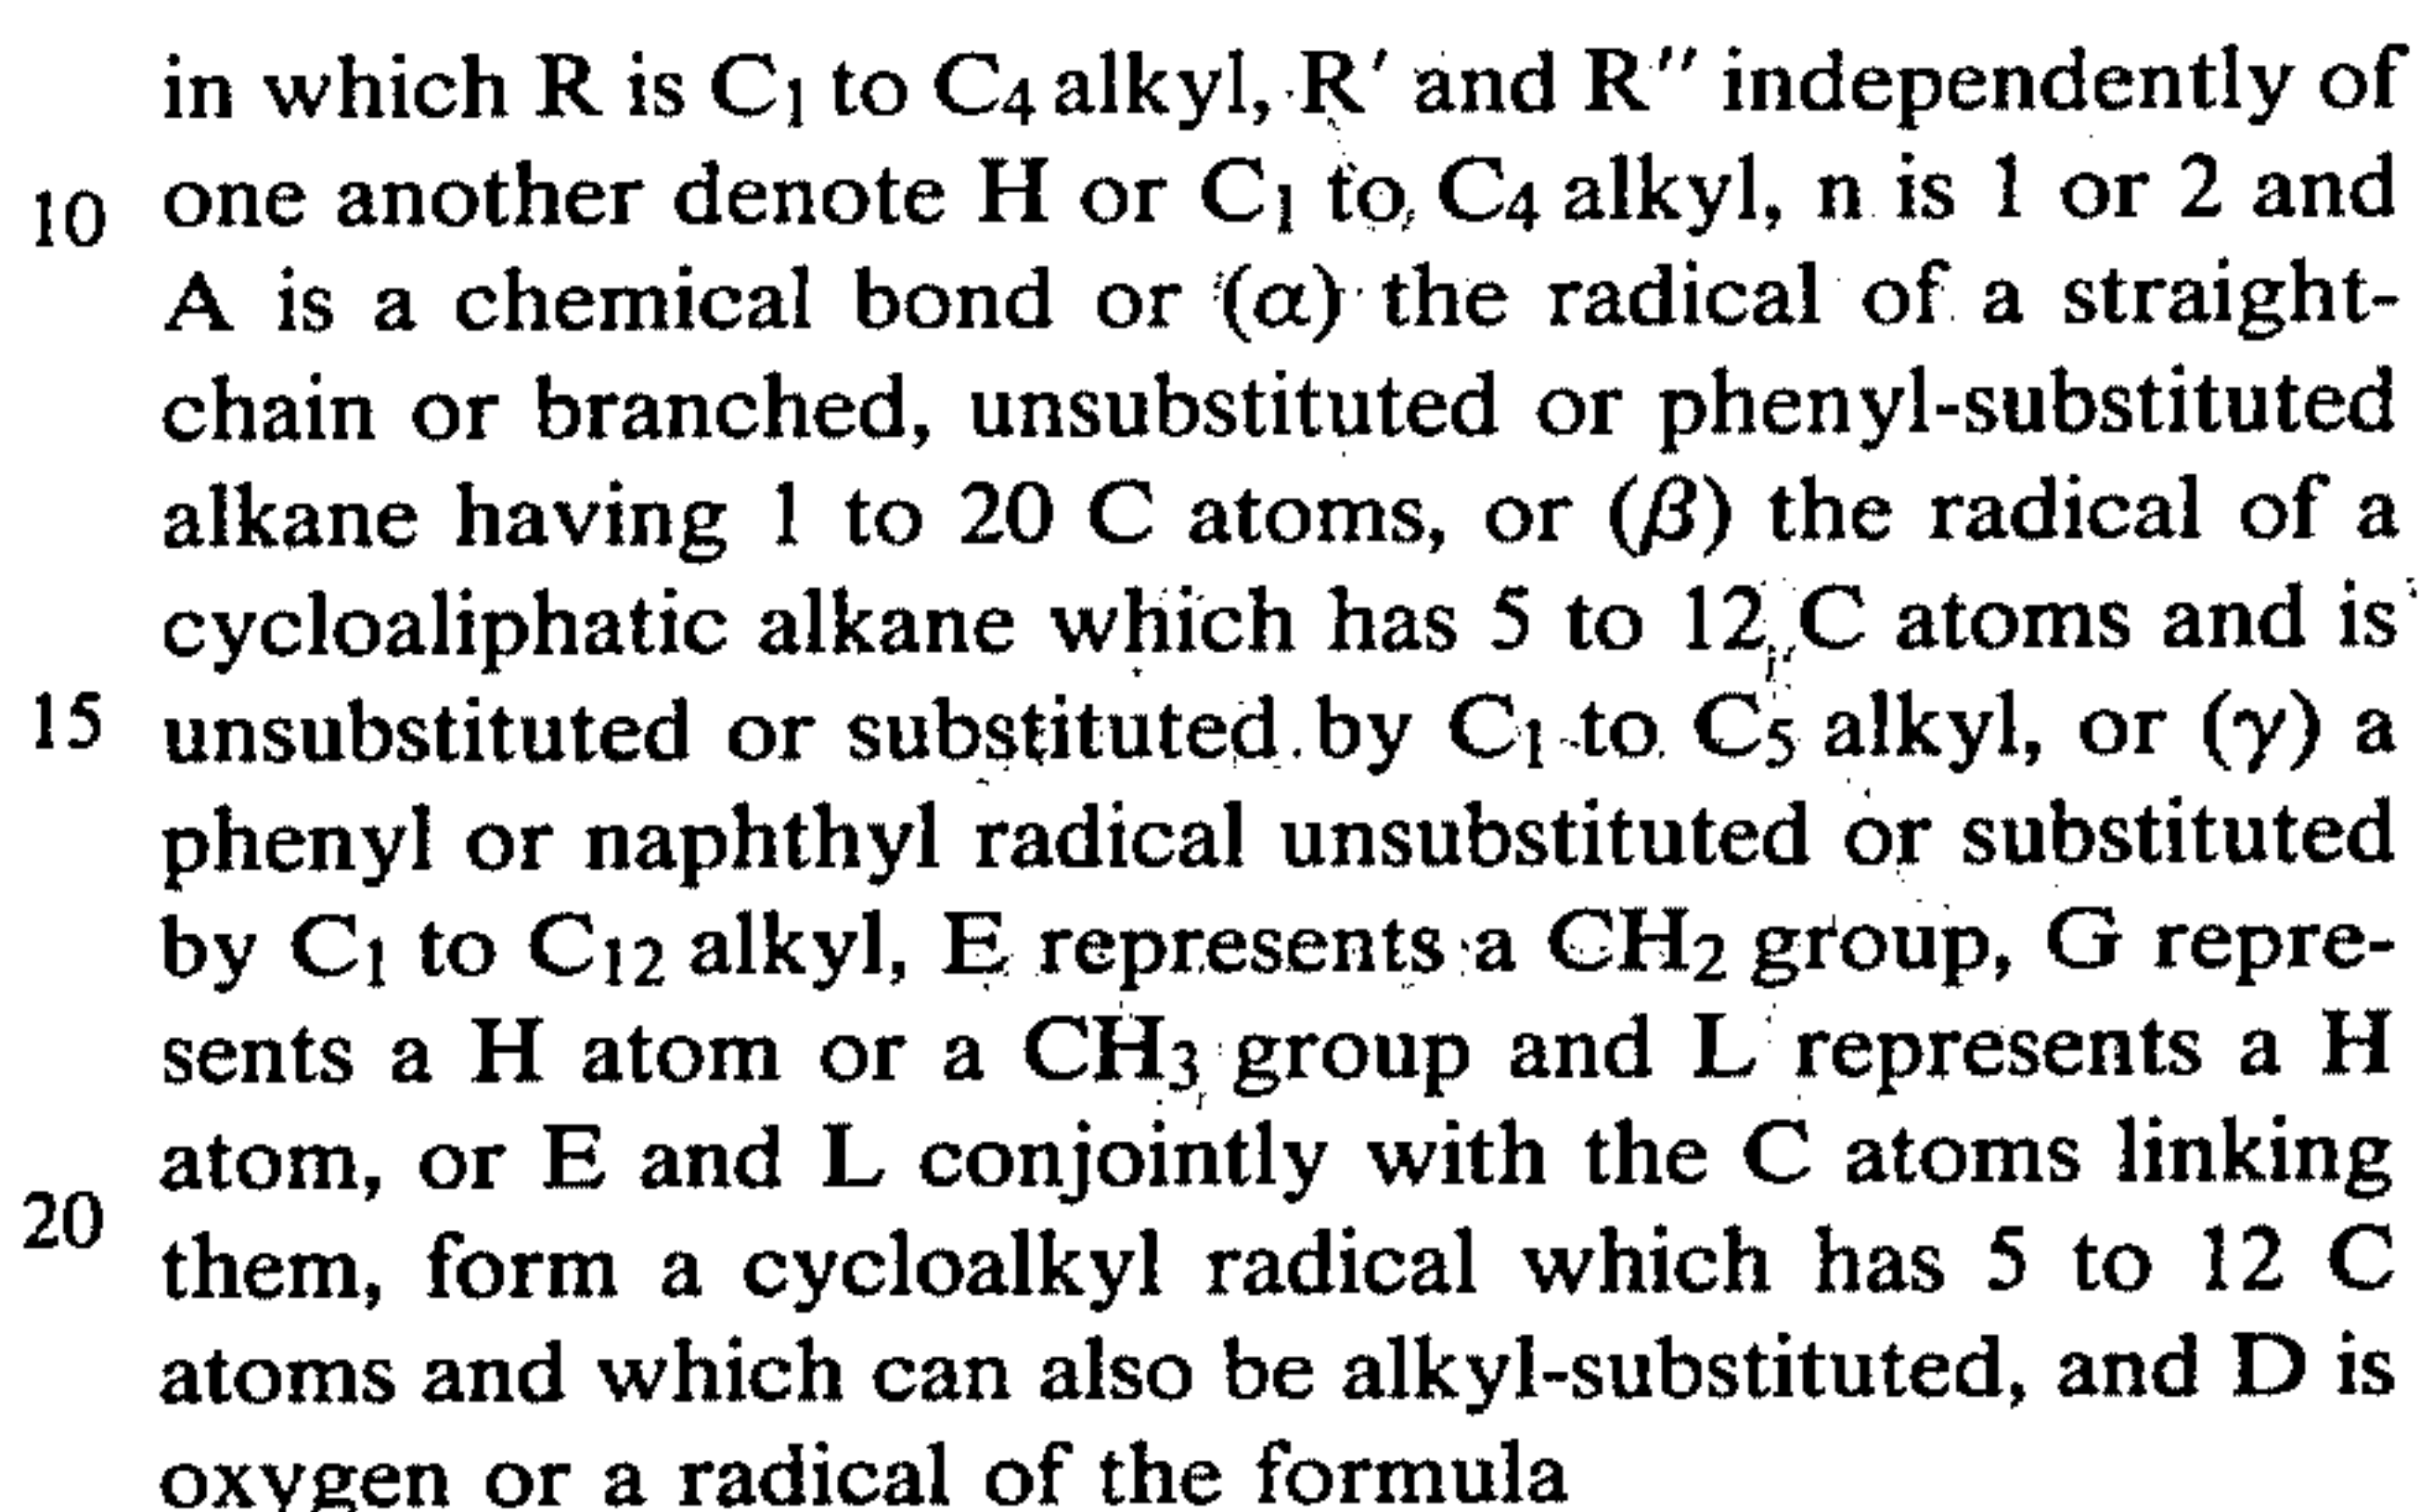 in which R is C₁ to C₄ alkyl, R′ and R″ independently of
10 one another denote H or C₁ to C₄ alkyl, n is 1 or 2 and
A is a chemical bond or (α) the radical of a straight-
chain or branched, unsubstituted or phenyl-substituted
alkane having 1 to 20 C atoms, or (β) the radical of a
cycloaliphatic alkane which has 5 to 12 C atoms and is
15 unsubstituted or substituted by C₁ to C₅ alkyl, or (γ) a
phenyl or naphthyl radical unsubstituted or substituted
by C₁ to C₁₂ alkyl, E represents a CH₂ group, G repre-
sents a H atom or a CH₃ group and L represents a H
atom, or E and L conjointly with the C atoms linking
20 them, form a cycloalkyl radical which has 5 to 12 C
atoms and which can also be alkyl-substituted, and D is
oxygen or a radical of the formula